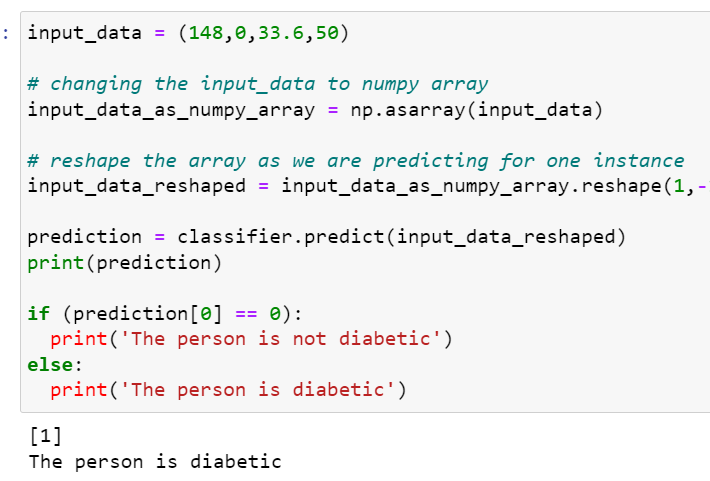 : input_data = (148,0,33.6,50)
# changing the input_data to numpy array
input_data_as_numpy_array = np.asarray(input_data)
# reshape the array as we are predicting for one instance
input_data_reshaped = input_data_as_numpy_array.reshape(1,-
prediction = classifier.predict(input_data_reshaped)
print(prediction)
if (prediction[0] == 0):
  print('The person is not diabetic')
else:
  print('The person is diabetic')
[1]
The person is diabetic